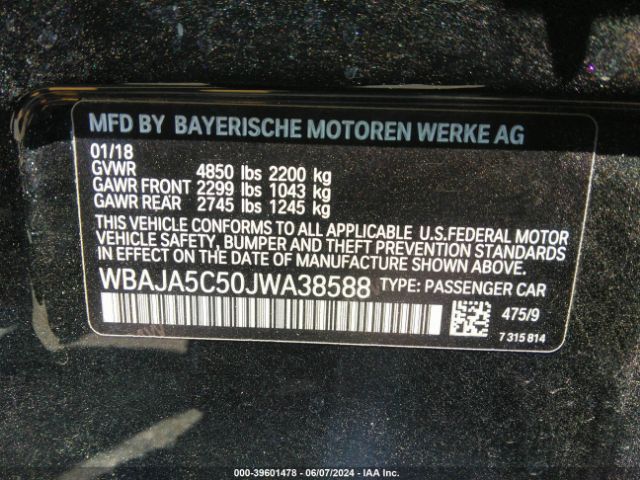 MFD BY BAYERISCHE MOTOREN WERKE AG
01/18
GVWR 4850 lbs 2200 kg
GAWR FRONT 2299 lbs 1043 kg
GAWR REAR 2745 lbs 1245 kg
THIS VEHICLE CONFORMS TO ALL APPLICABLE U.S.FEDERAL MOTOR
VEHICLE SAFETY, BUMPER AND THEFT PREVENTION STANDARDS
IN EFFECT ON THE DATE OF MANUFACTURE SHOWN ABOVE.
WBAJA5C50JWA38588 TYPE: PASSENGER CAR
475/9
7 315 814
000-39601478 - 06/07/2024 - IAA Inc.